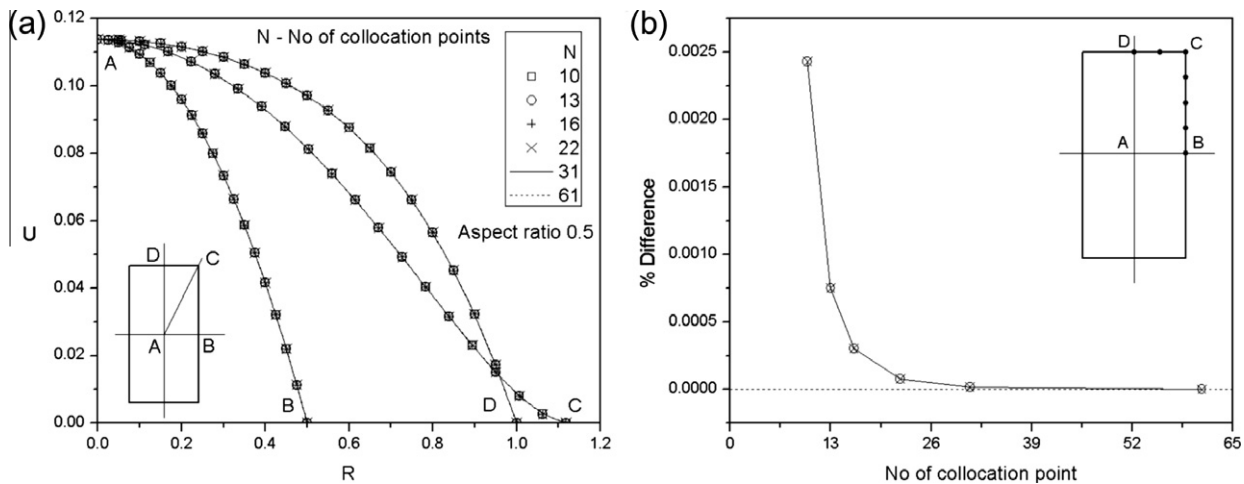 (a)
0.12
0.10
0.08
0.06
0.04
0.02
0.00
U
0.0
0.2
0.4
0.6
0.8
1.0
1.2
R
N - No of collocation points
N
10
13
16
22
31
61
Aspect ratio 0.5
A
B
D
C
D
C
A
B
(b)
0.0025
0.0020
0.0015
0.0010
0.0005
0.0000
% Difference
0
13
26
39
52
65
No of collocation point
D
C
A
B